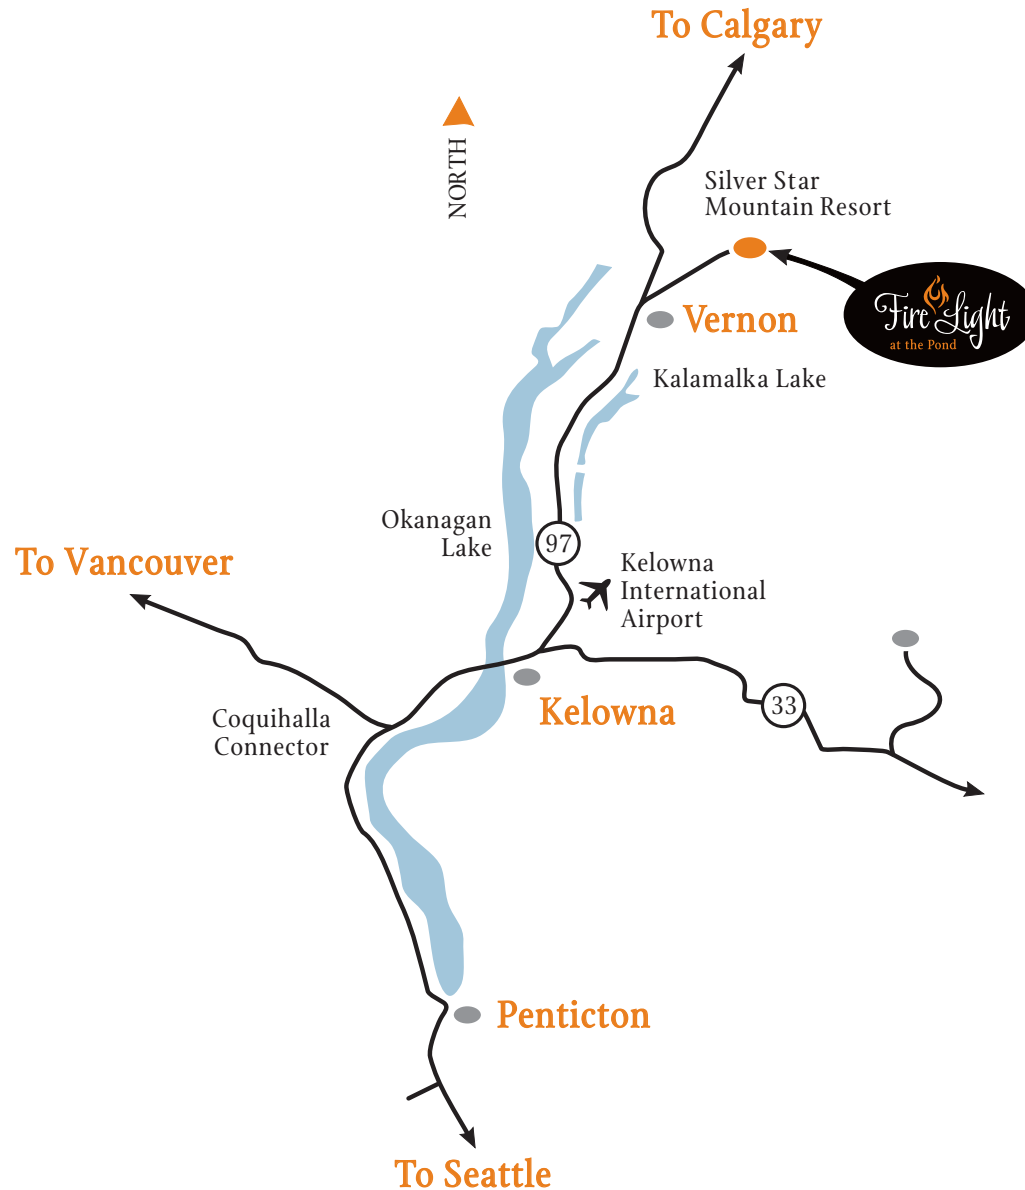 To Calgary
NORTH
Silver Star
Mountain Resort
Fire Light
at the Pond
Vernon
Kalamalka Lake
Okanagan
Lake
97
To Vancouver
Kelowna
International
Airport
Kelowna
33
Coquihalla
Connector
Penticton
To Seattle